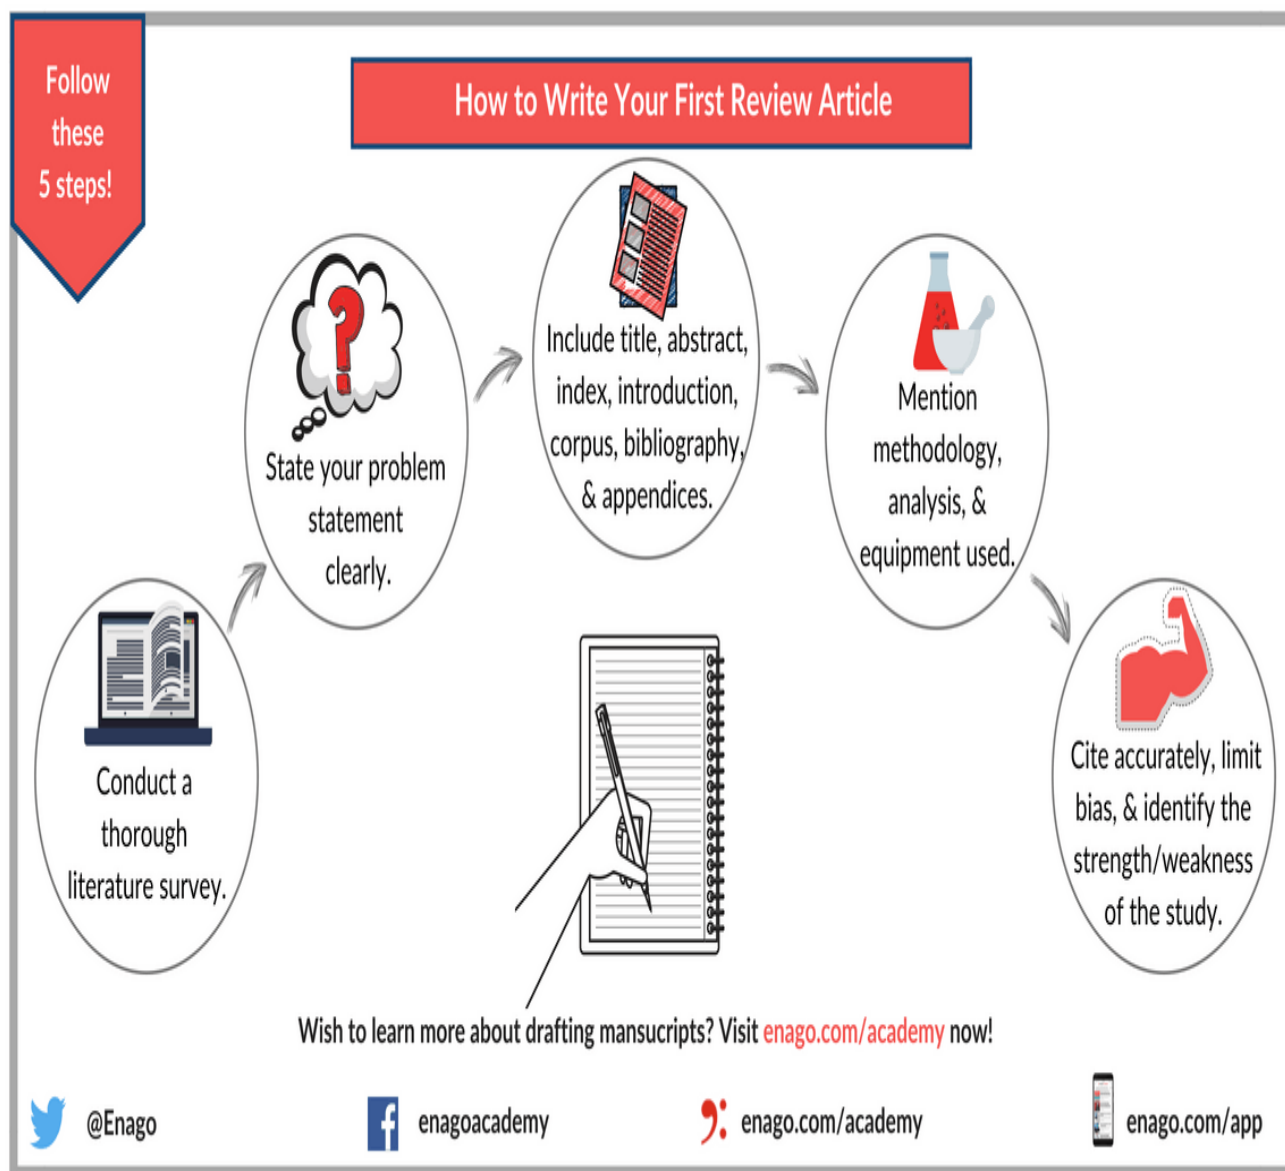 Follow
these
5 steps!
How to Write Your First Review Article
Conduct a
thorough
literature survey.
State your problem
statement
clearly.
Include title, abstract,
index, introduction,
corpus, bibliography,
& appendices.
Mention
methodology,
analysis, &
equipment used.
Cite accurately, limit
bias, & identify the
strength/weakness
of the study.
Wish to learn more about drafting mansucripts? Visit enago.com/academy now!
@Enago
enagoacademy
enago.com/academy
enago.com/app